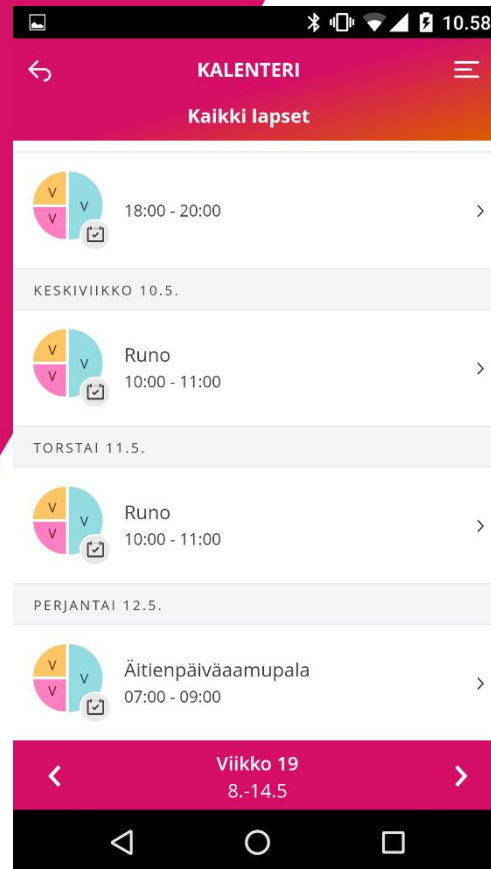 10.58
KALENTERI
Kaikki lapset
V
V
V
18:00 - 20:00
KESKIVIIKKO 10.5.
V
V
V
Runo
10:00 - 11:00
TORSTAI 11.5.
V
V
V
Runo
10:00 - 11:00
PERJANTAI 12.5.
V
V
V
Äitienpäiväaamupala
07:00 - 09:00
Viikko 19
8.-14.5